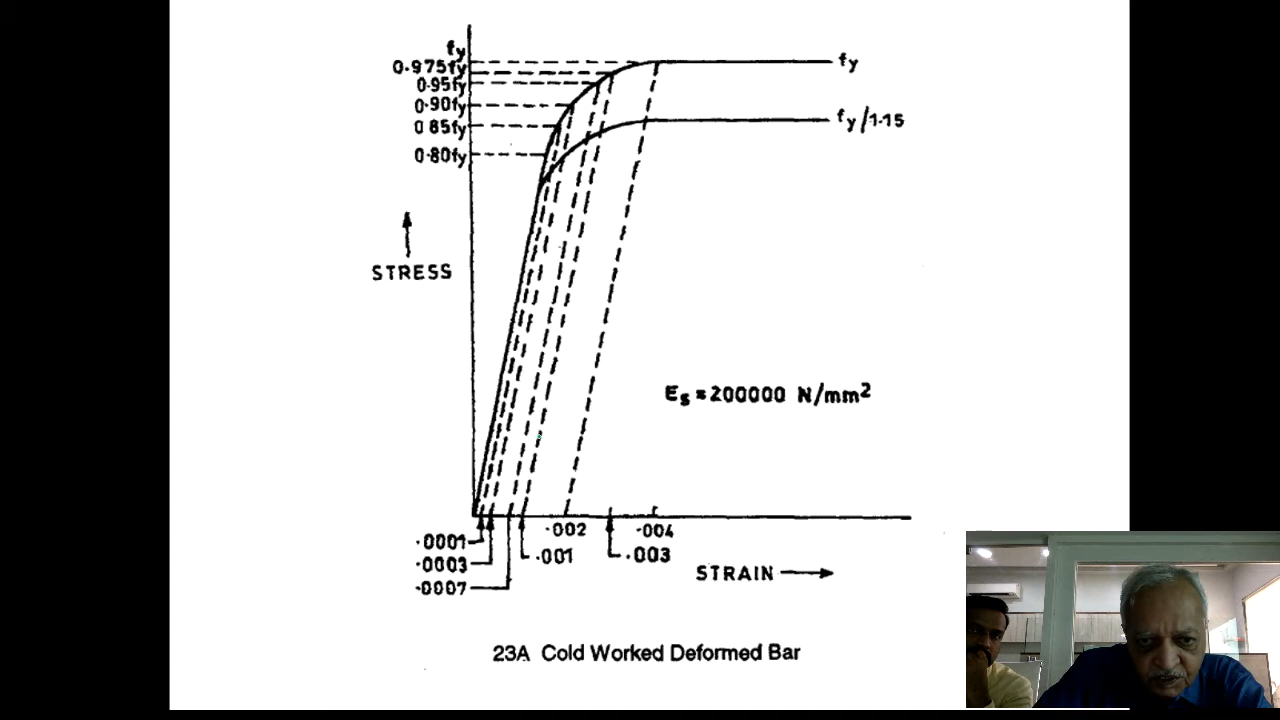 fy
0.975fy
0.95fy
0.90fy
0 85fy
0.80fy
fy
fy/1.15
STRESS
Es = 200000 N/mm2
.002
.004
.0001
.001
.003
.0003
.0007
STRAIN
23A Cold Worked Deformed Bar